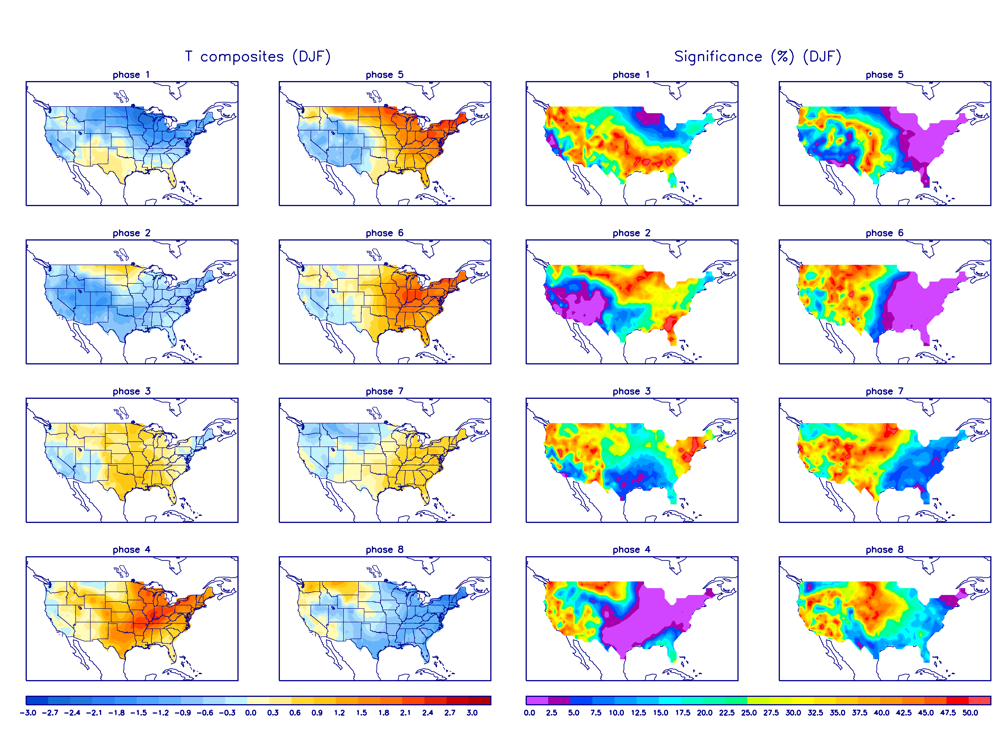 T composites (DJF)
Significance (%) (DJF)
phase 1
phase 5
phase 1
phase 5
phase 2
phase 6
phase 2
phase 6
phase 3
phase 7
phase 3
phase 7
phase 4
phase 8
phase 4
phase 8
-3.0 -2.7 -2.4 -2.1 -1.8 -1.5 -1.2 -0.9 -0.6 -0.3 0.0 0.3 0.6 0.9 1.2 1.5 1.8 2.1 2.4 2.7 3.0
0.0 2.5 5.0 7.5 10.0 12.5 15.0 17.5 20.0 22.5 25.0 27.5 30.0 32.5 35.0 37.5 40.0 42.5 45.0 47.5 50.0